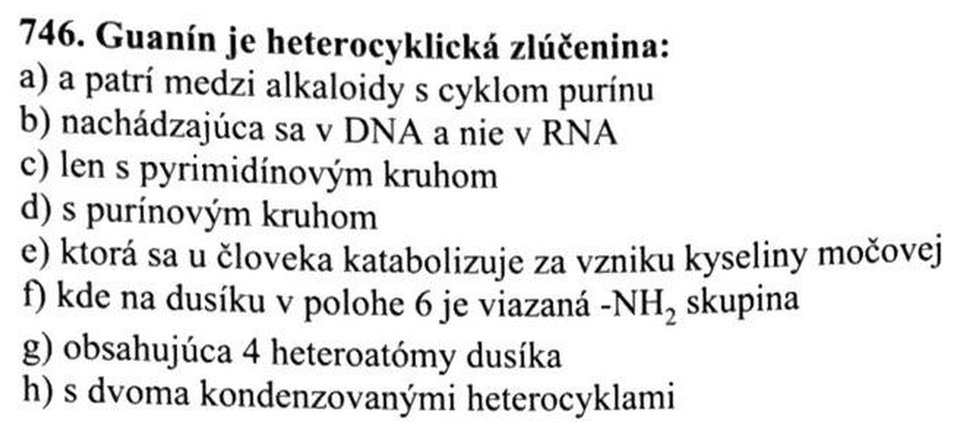 746. Guanín je heterocyklická zlúčenina:
a) a patrí medzi alkaloidy s cyklom purínu
b) nachádzajúca sa v DNA a nie v RNA
c) len s pyrimidínovým kruhom
d) s purínovým kruhom
e) ktorá sa u človeka katabolizuje za vzniku kyseliny močovej
f) kde na dusíku v polohe 6 je viazaná -NH₂ skupina
g) obsahujúca 4 heteroatómy dusíka
h) s dvoma kondenzovanými heterocyklami